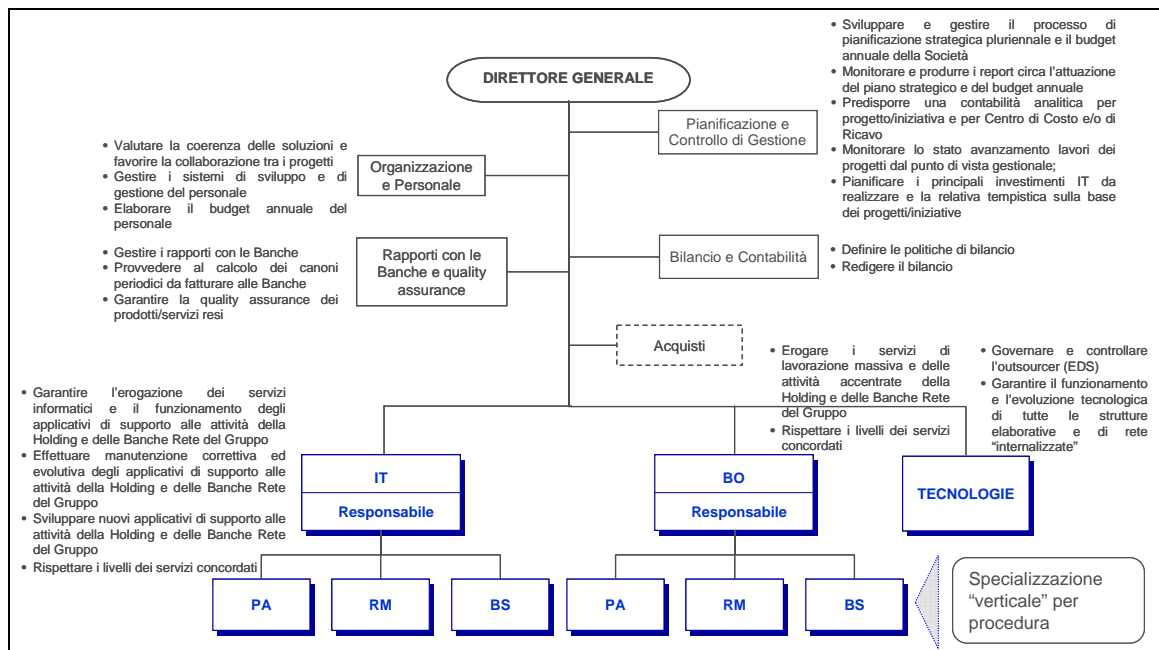 DIRETTORE GENERALE
• Sviluppare e gestire il processo di
pianificazione strategica pluriennale e il budget
annuale della Società
• Monitorare e produrre i report circa l'attuazione
del piano strategico e del budget annuale
• Predisporre una contabilità analitica per
progetto/iniziativa e per Centro di Costo e/o di
Ricavo
• Monitorare lo stato avanzamento lavori dei
progetti dal punto di vista gestionale;
• Pianificare i principali investimenti IT da
realizzare e la relativa tempistica sulla base
dei progetti/iniziative
Pianificazione e
Controllo di Gestione
• Valutare la coerenza delle soluzioni e
favorire la collaborazione tra i progetti
• Gestire i sistemi di sviluppo e di
gestione del personale
• Elaborare il budget annuale del
personale
Organizzazione
e Personale
• Gestire i rapporti con le Banche
• Provvedere al calcolo dei canoni
periodici da fatturare alle Banche
• Garantire la quality assurance dei
prodotti/servizi resi
Rapporti con le
Banche e quality
assurance
Bilancio e Contabilità
• Definire le politiche di bilancio
• Redigere il bilancio
Acquisti
• Erogare i servizi di
lavorazione massiva e delle
attività accentrate della
Holding e delle Banche Rete
del Gruppo
• Rispettare i livelli dei servizi
concordati
• Governare e controllare
l'outsourcer (EDS)
• Garantire il funzionamento
e l'evoluzione tecnologica
di tutte le strutture
elaborative e di rete
"internalizzate"
• Garantire l'erogazione dei servizi
informatici e il funzionamento degli
applicativi di supporto alle attività della
Holding e delle Banche Rete del Gruppo
• Effettuare manutenzione correttiva ed
evolutiva degli applicativi di supporto alle
attività della Holding e delle Banche Rete
del Gruppo
• Sviluppare nuovi applicativi di supporto alle
attività della Holding e delle Banche Rete
del Gruppo
• Rispettare i livelli dei servizi concordati
IT
Responsabile
BO
Responsabile
TECNOLOGIE
PA
RM
BS
PA
RM
BS
Specializzazione
"verticale" per
procedura